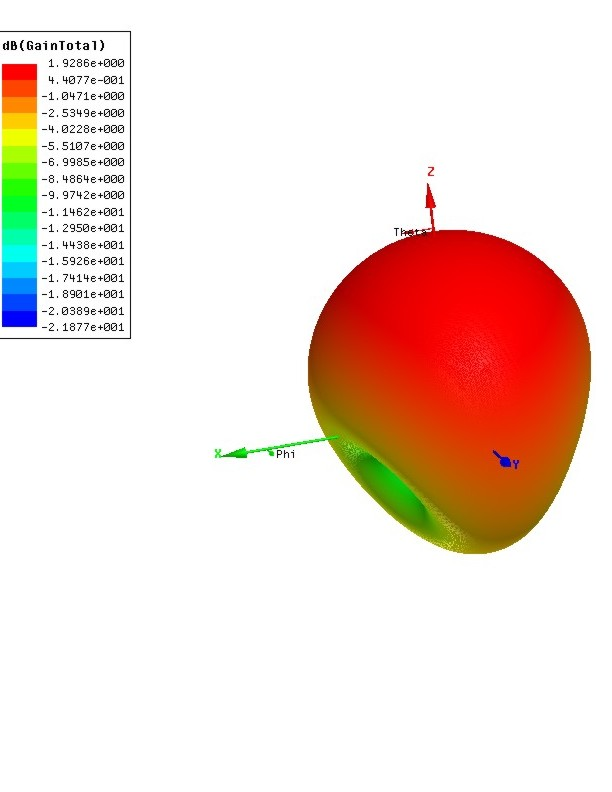 dB(GainTotal)
1.9286e+000
4.4077e-001
-1.0471e+000
-2.5349e+000
-4.0228e+000
-5.5107e+000
-6.9985e+000
-8.4864e+000
-9.9742e+000
-1.1462e+001
-1.2950e+001
-1.4438e+001
-1.5926e+001
-1.7414e+001
-1.8901e+001
-2.0389e+001
-2.1877e+001
Z
Theta
X
Phi
Y